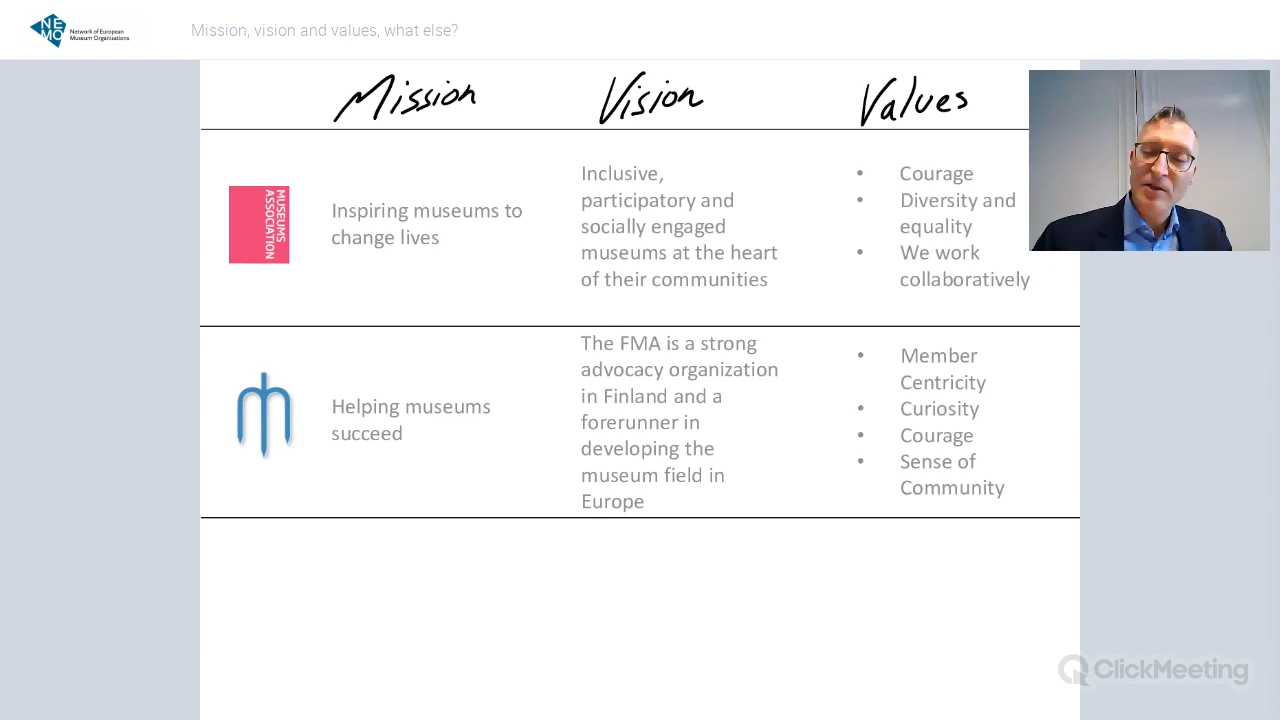 NE
MO
Network of European
Museum Organisations
Mission, vision and values, what else?
Mission
Vision
Values
MUSEUMS
ASSOCIATION
Inspiring museums to
change lives
Inclusive,
participatory and
socially engaged
museums at the heart
of their communities
• Courage
• Diversity and
equality
• We work
collaboratively
Helping museums
succeed
The FMA is a strong
advocacy organization
in Finland and a
forerunner in
developing the
museum field in
Europe
• Member
Centricity
• Curiosity
• Courage
• Sense of
Community
ClickMeeting